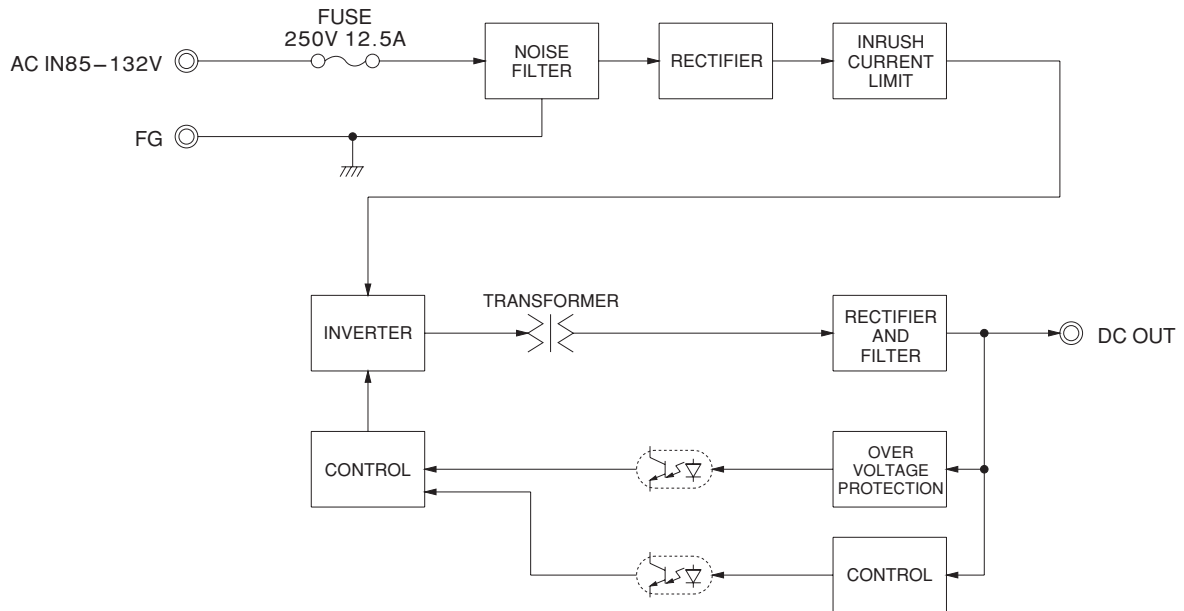 FUSE
250V 12.5A
AC IN85–132V
NOISE
FILTER
RECTIFIER
INRUSH
CURRENT
LIMIT
FG
INVERTER
TRANSFORMER
RECTIFIER
AND
FILTER
DC OUT
CONTROL
OVER
VOLTAGE
PROTECTION
CONTROL